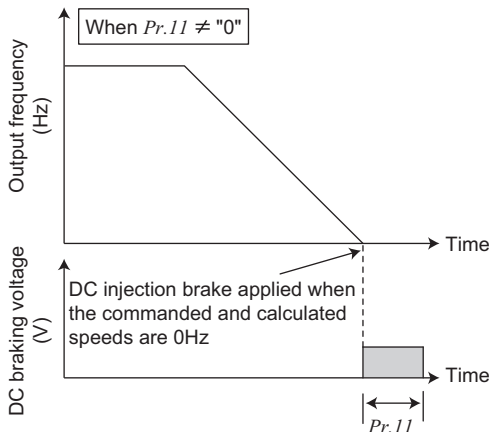 When Pr.11 ≠ "0"
Output frequency
(Hz)
Time
DC injection brake applied when
the commanded and calculated
speeds are 0Hz
DC braking voltage
(V)
Time
Pr.11